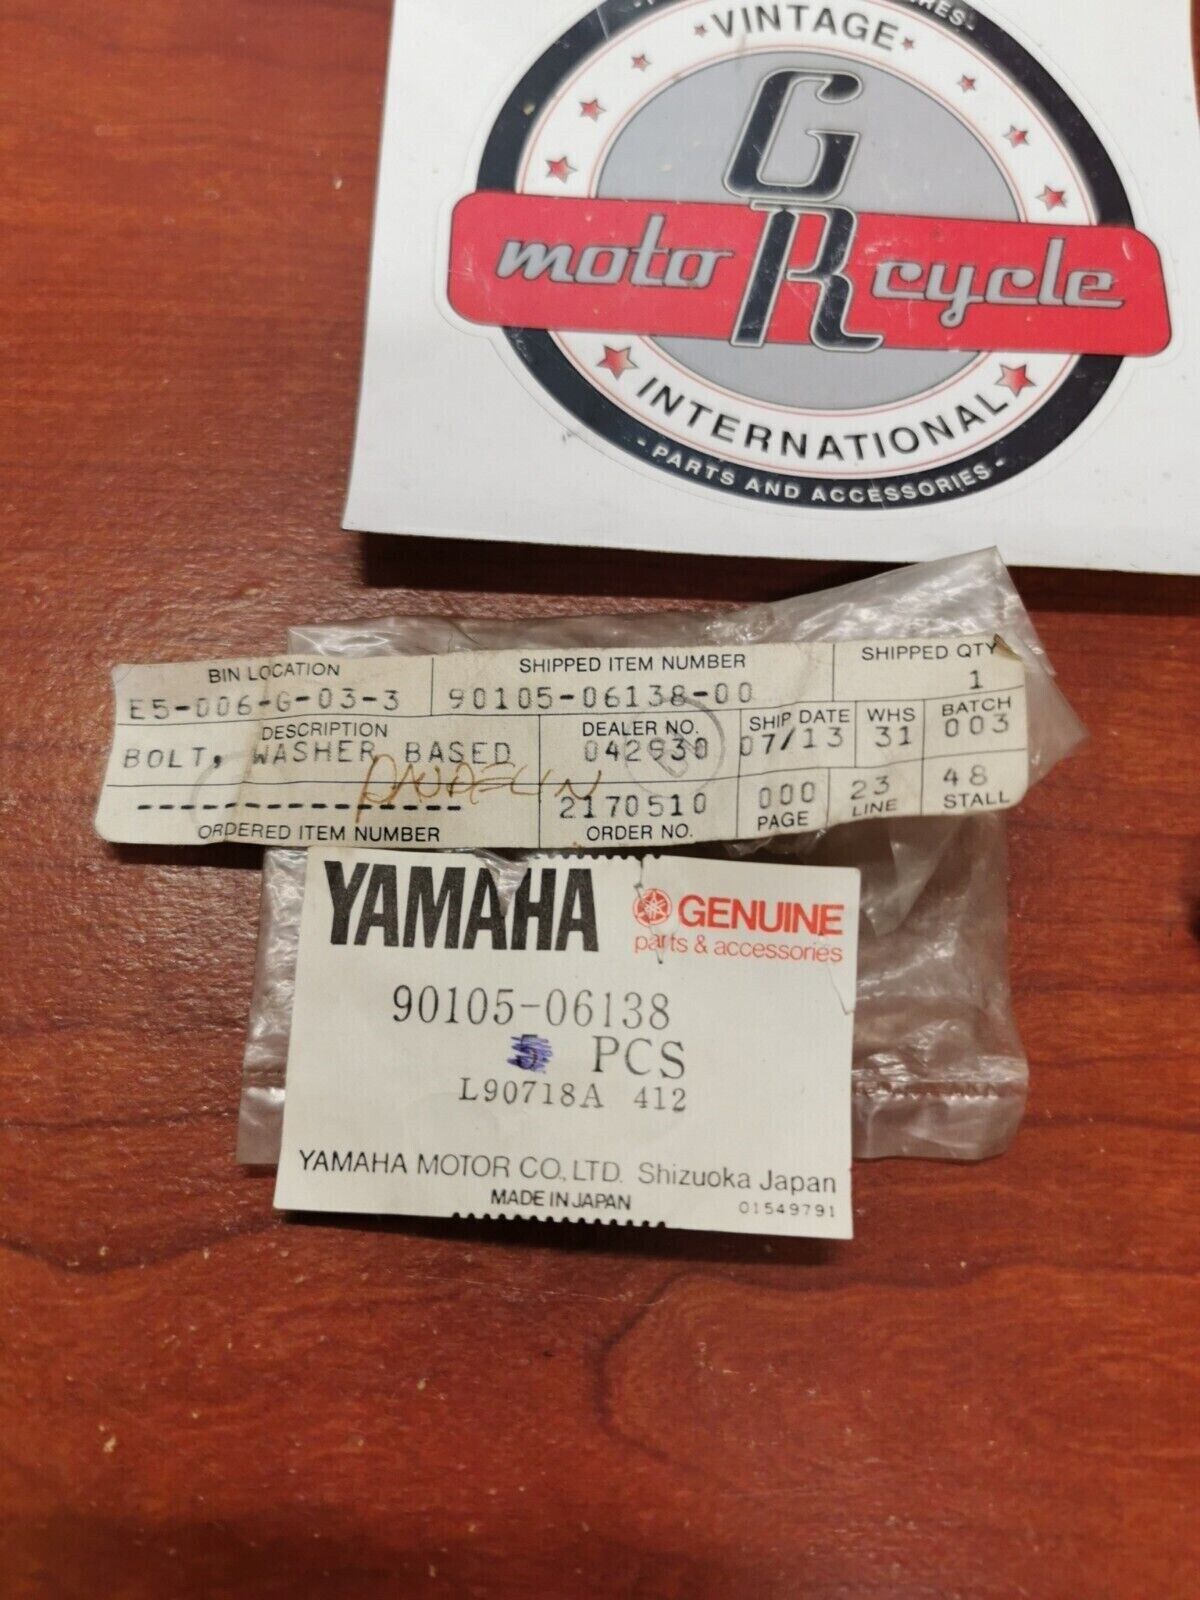 VINTAGE
G
moto R cycle
INTERNATIONAL
- PARTS AND ACCESSORIES -
BIN LOCATION SHIPPED ITEM NUMBER SHIPPED QTY
E5-006-G-03-3 90105-06138-00 1
DESCRIPTION DEALER NO. SHIP DATE WHS BATCH
BOLT, WASHER BASED 042930 07/13 31 003
--------------- 2170510 000 23 48
ORDERED ITEM NUMBER ORDER NO. PAGE LINE STALL
YAMAHA GENUINE
parts & accessories
90105-06138
PCS
L90718A 412
YAMAHA MOTOR CO., LTD. Shizuoka Japan
MADE IN JAPAN 01549791